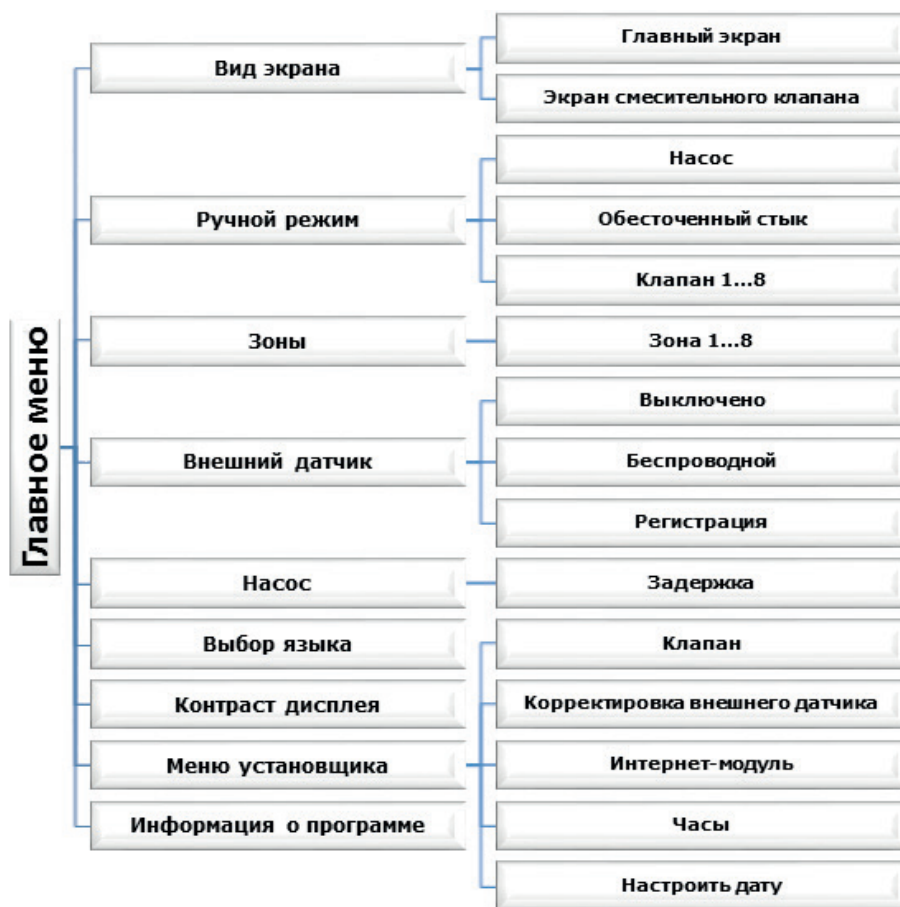 Главное меню
Вид экрана
Главный экран
Экран смесительного клапана
Ручной режим
Насос
Обесточенный стык
Клапан 1...8
Зоны
Зона 1...8
Внешний датчик
Выключено
Беспроводной
Регистрация
Насос
Задержка
Выбор языка
Контраст дисплея
Меню установщика
Клапан
Корректировка внешнего датчика
Интернет-модуль
Часы
Настроить дату
Информация о программе